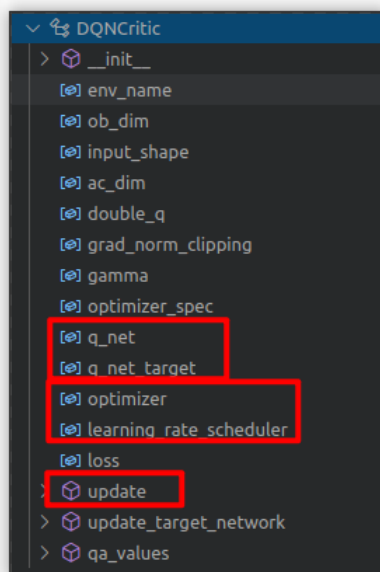 DQNCritic
__init__
env_name
ob_dim
input_shape
ac_dim
double_q
grad_norm_clipping
gamma
optimizer_spec
q_net
q_net_target
optimizer
learning_rate_scheduler
loss
update
update_target_network
qa_values